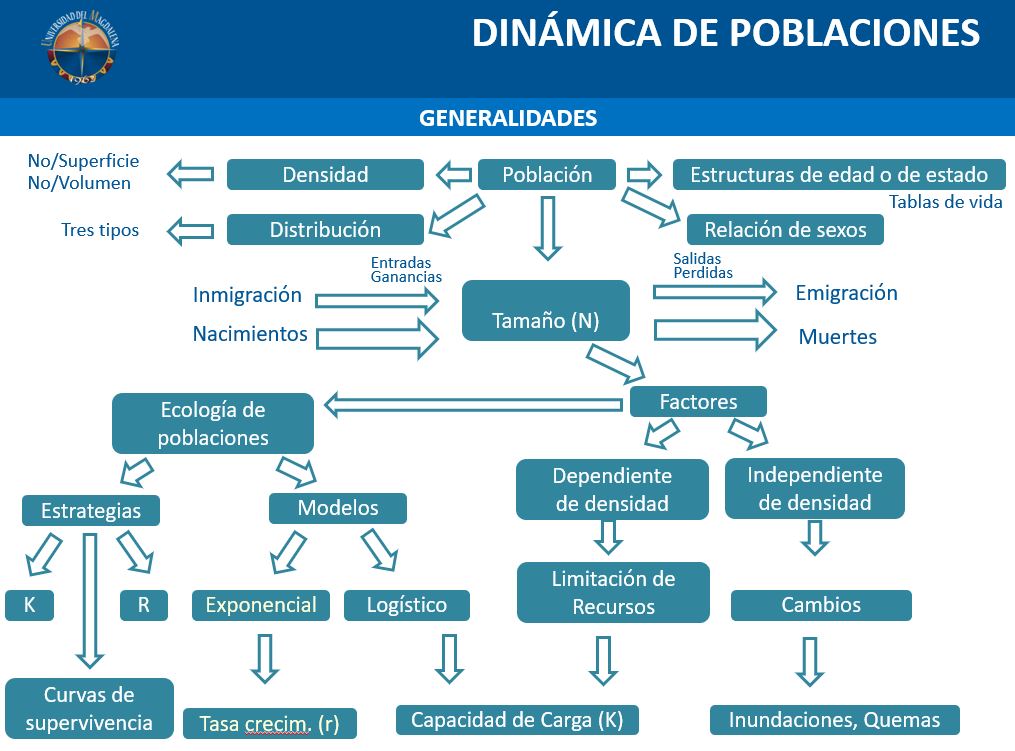 UNIVERSIDAD DEL MAGDALENA
1962
DINÁMICA DE POBLACIONES
GENERALIDADES
No/Superficie
No/Volumen
Densidad
Población
Estructuras de edad o de estado
Tablas de vida
Tres tipos
Distribución
Relación de sexos
Entradas
Ganancias
Salidas
Perdidas
Inmigración
Nacimientos
Tamaño (N)
Emigración
Muertes
Factores
Ecología de
poblaciones
Dependiente
de densidad
Independiente
de densidad
Estrategias
Modelos
Limitación de
Recursos
Cambios
K
R
Exponencial
Logístico
Curvas de
supervivencia
Tasa crecim. (r)
Capacidad de Carga (K)
Inundaciones, Quemas